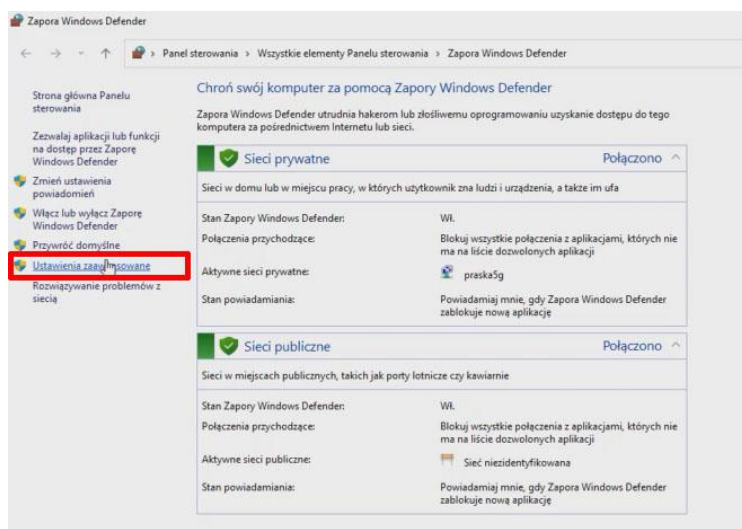 Zapora Windows Defender
Panel sterowania > Wszystkie elementy Panelu sterowania > Zapora Windows Defender
Strona główna Panelu
sterowania
Zezwalaj aplikacji lub funkcji
na dostęp przez Zaporę
Windows Defender
Zmień ustawienia
powiadomień
Włącz lub wyłącz Zaporę
Windows Defender
Przywróć domyślne
Ustawienia zaawansowane
Rozwiązywanie problemów z
siecią
Chroń swój komputer za pomocą Zapory Windows Defender
Zapora Windows Defender utrudnia hakerom lub złośliwemu oprogramowaniu uzyskanie dostępu do tego
komputera za pośrednictwem Internetu lub sieci.
Sieci prywatne Połączono
Sieci w domu lub w miejscu pracy, w których użytkownik zna ludzi i urządzenia, a także im ufa
Stan Zapory Windows Defender: Wł.
Połączenia przychodzące: Blokuj wszystkie połączenia z aplikacjami, których nie
ma na liście dozwolonych aplikacji
Aktywne sieci prywatne: praska5g
Stan powiadamiania: Powiadamiaj mnie, gdy Zapora Windows Defender
zablokuje nową aplikację
Sieci publiczne Połączono
Sieci w miejscach publicznych, takich jak porty lotnicze czy kawiarnie
Stan Zapory Windows Defender: Wł.
Połączenia przychodzące: Blokuj wszystkie połączenia z aplikacjami, których nie
ma na liście dozwolonych aplikacji
Aktywne sieci publiczne: Sieć niezidentyfikowana
Stan powiadamiania: Powiadamiaj mnie, gdy Zapora Windows Defender
zablokuje nową aplikację